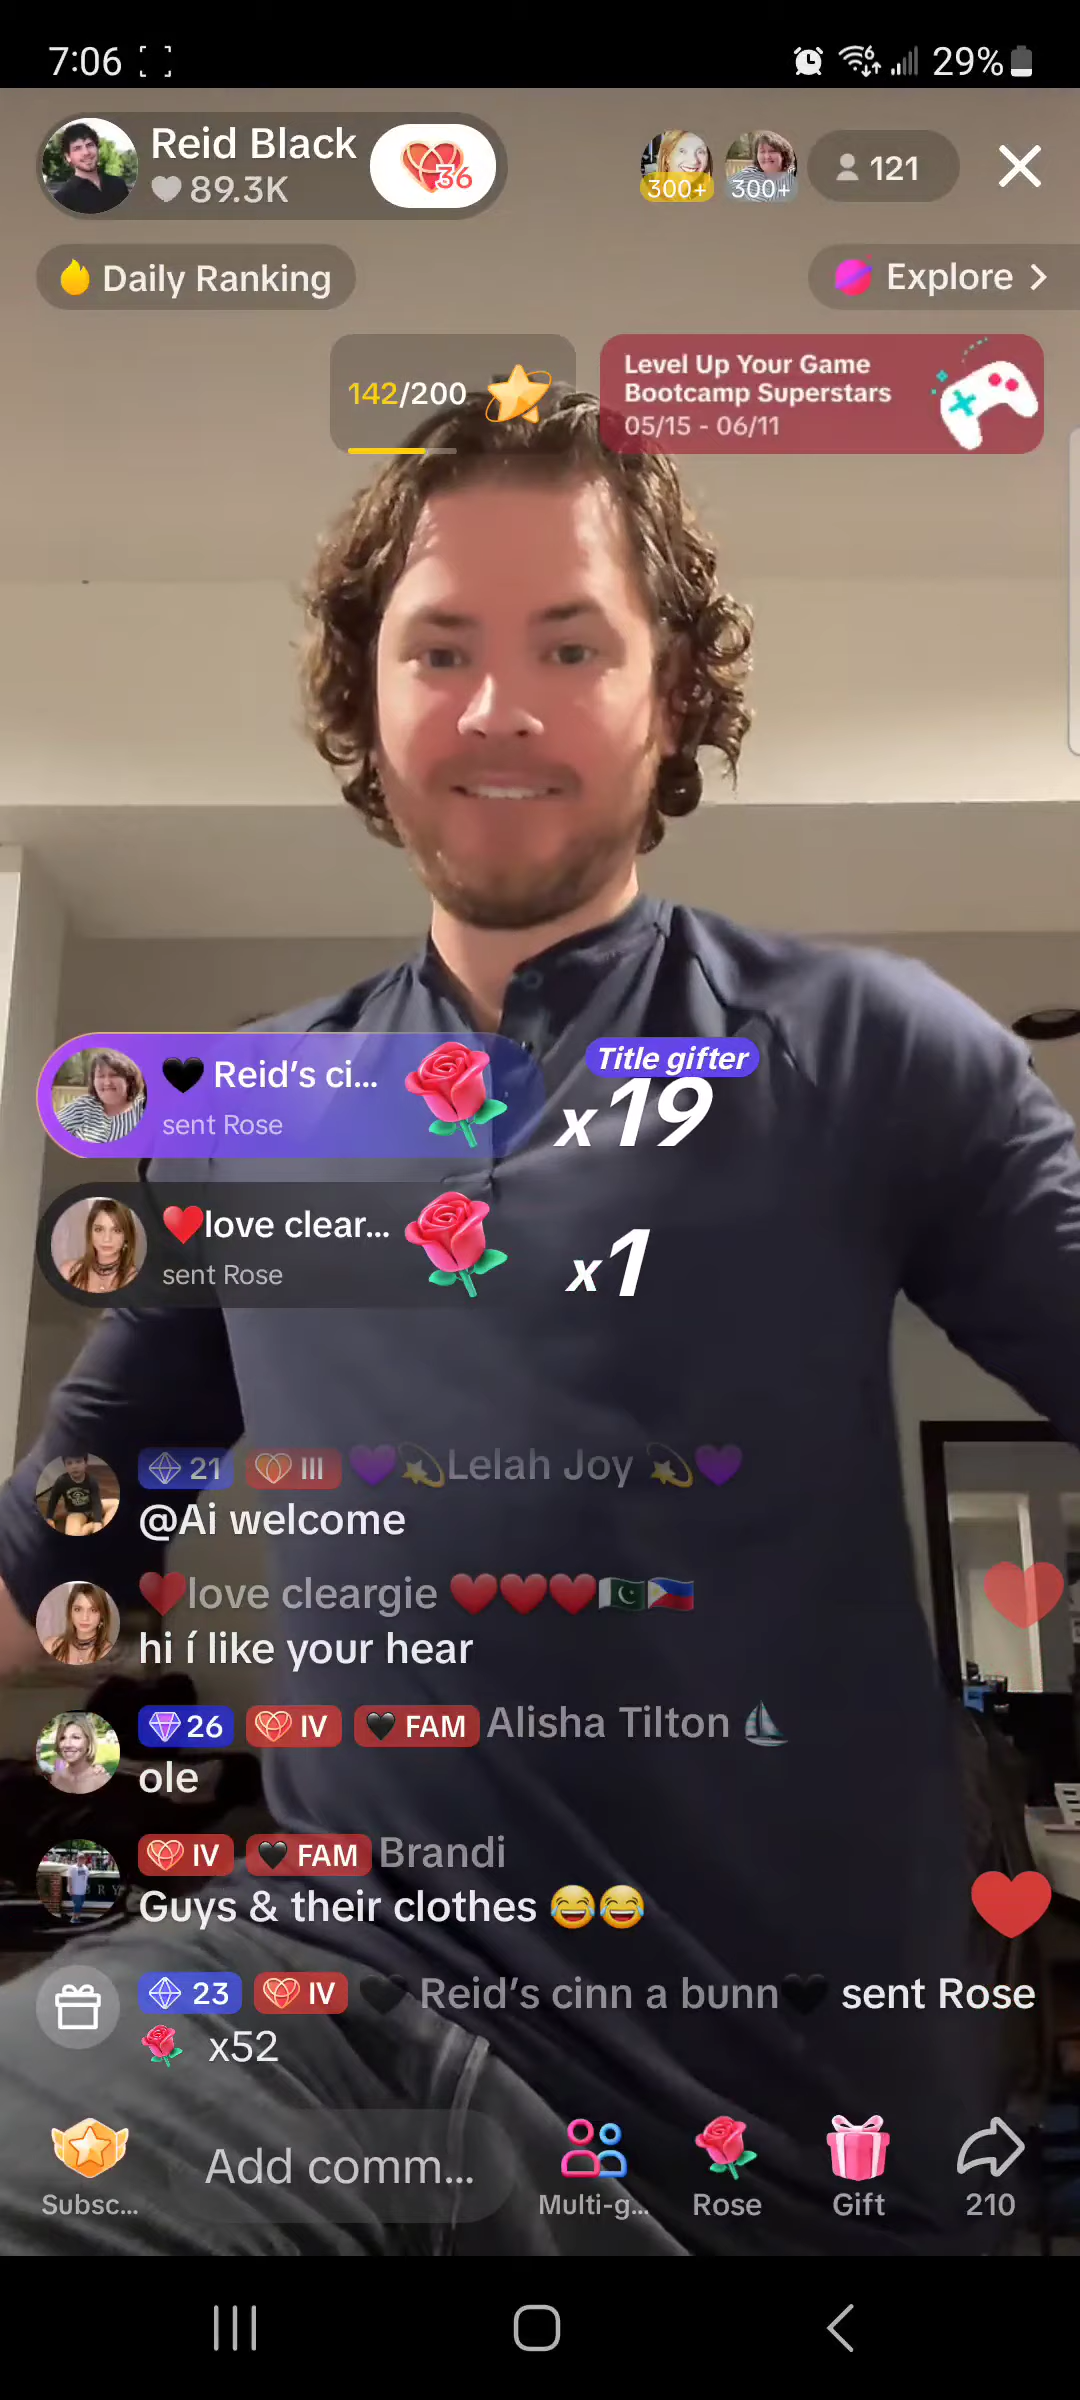 7:06 29%
Reid Black
89.3K
36
300+ 300+
121
Daily Ranking
Explore >
142/200
Level Up Your Game
Bootcamp Superstars
05/15 - 06/11
Title gifter
🖤 Reid’s ci...
sent Rose
x19
❤️love clear...
sent Rose
x1
21 III 💜💫Lelah Joy 💫💜
@Ai welcome
❤️love cleargie ❤️❤️❤️🇵🇰🇵🇭
hi í like your hear
26 IV 🖤 FAM Alisha Tilton ⛵
ole
IV 🖤 FAM Brandi
Guys & their clothes 😂😂
23 IV 🖤 Reid’s cinn a bunn🖤 sent Rose
🌹 x52
Add comm...
Subsc... Multi-g... Rose Gift 210